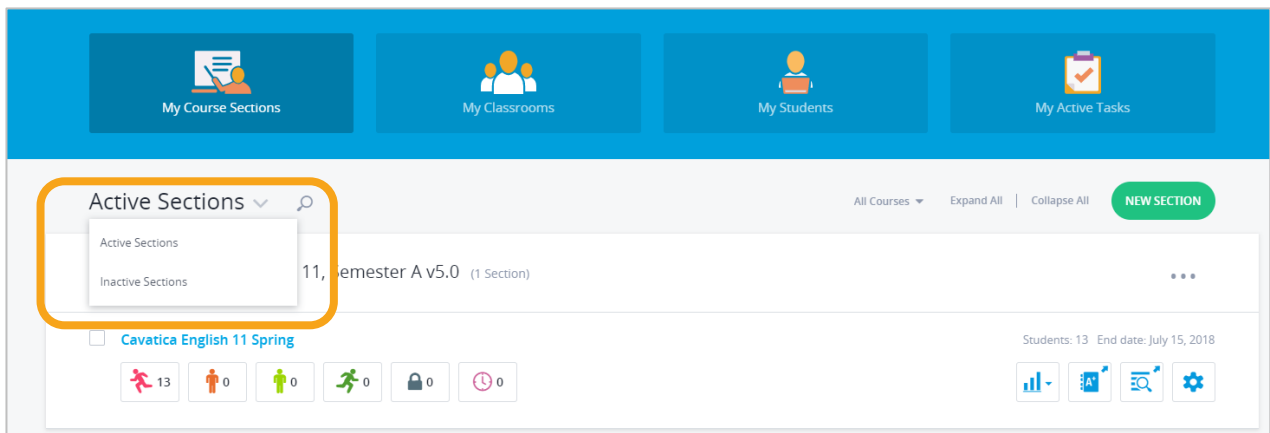 My Course Sections
My Classrooms
My Students
My Active Tasks
Active Sections
All Courses
Expand All | Collapse All
NEW SECTION
Active Sections
Inactive Sections
11, Semester A v5.0 (1 Section)
Cavatica English 11 Spring
Students: 13 End date: July 15, 2018
13
0
0
0
0
0
A+